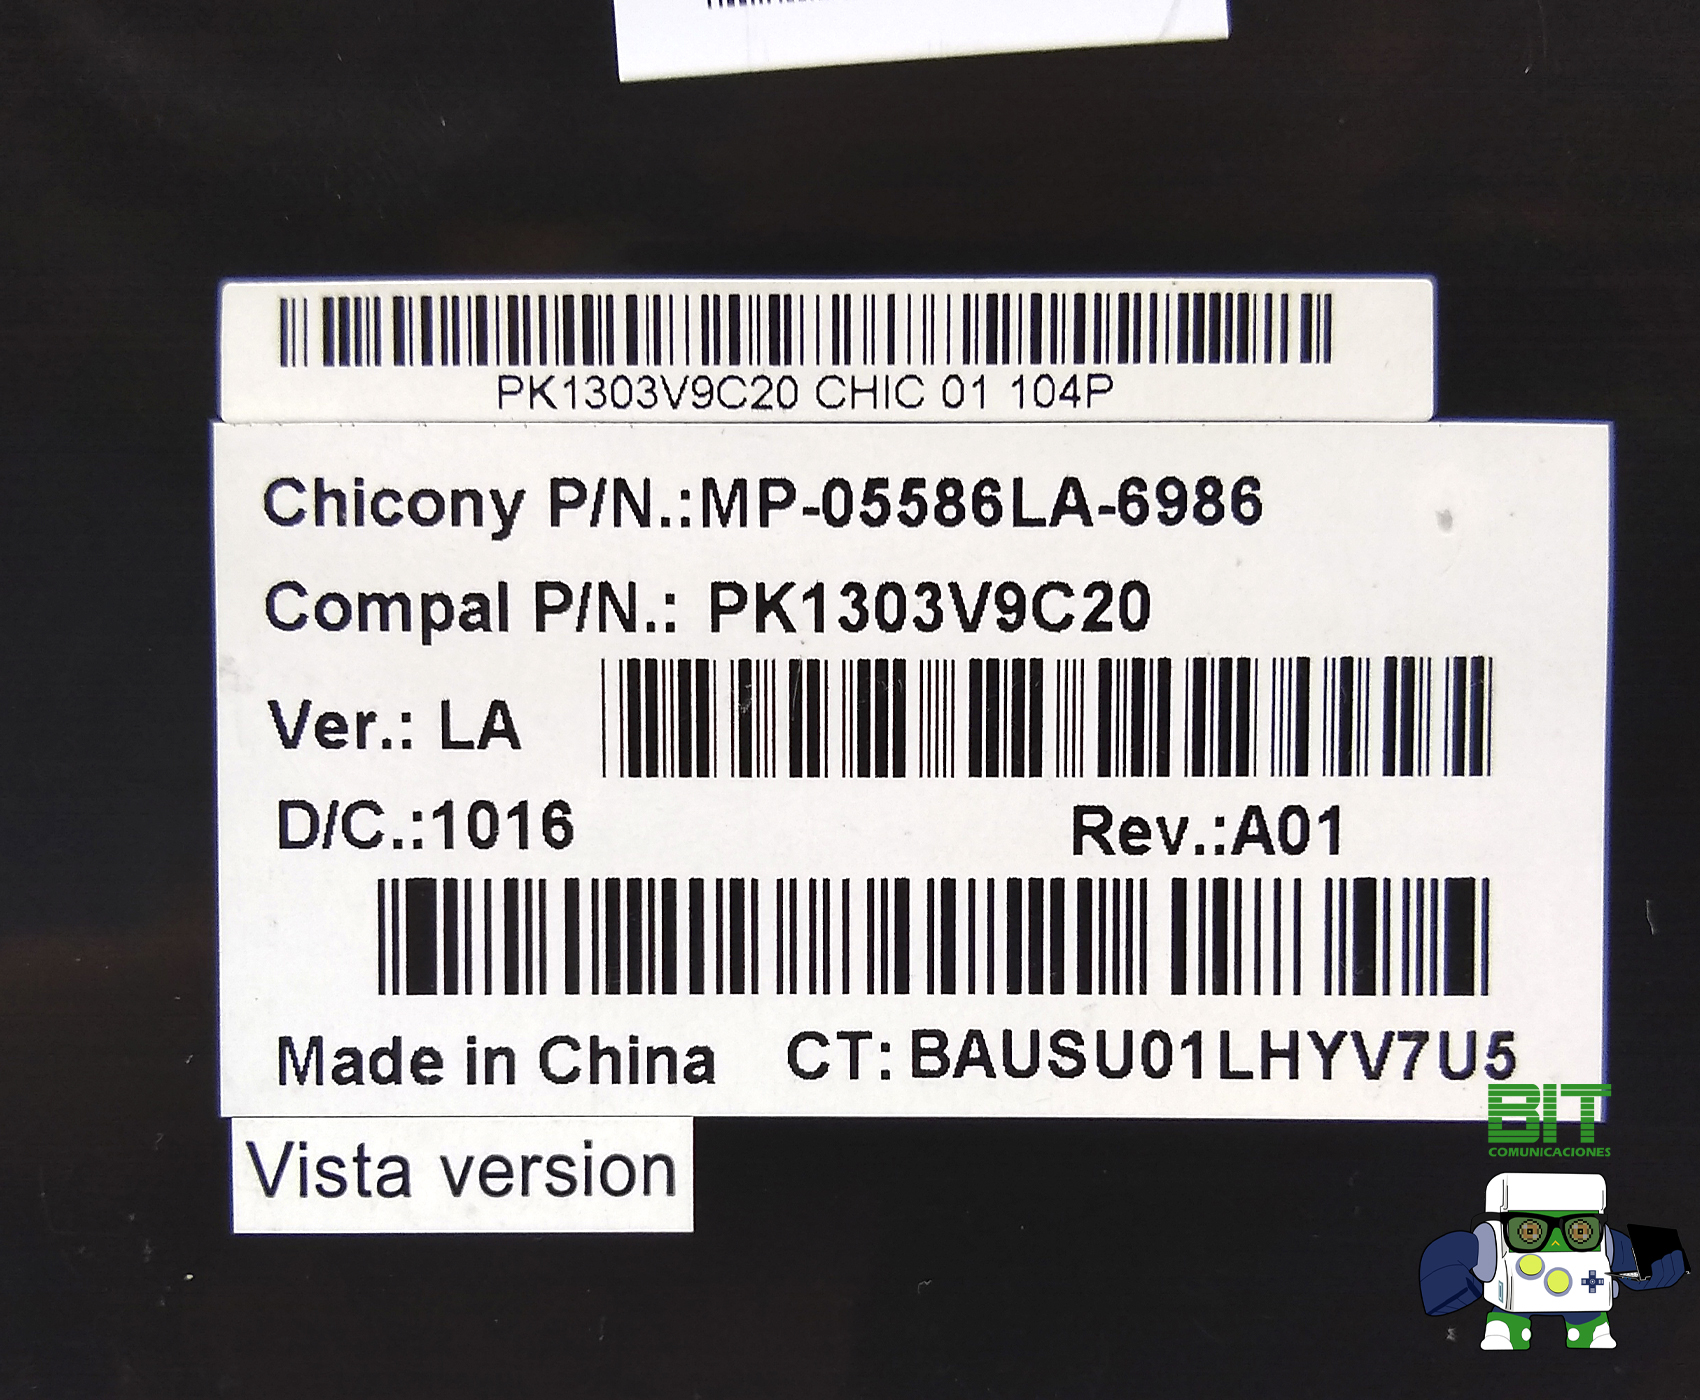 PK1303V9C20 CHIC 01 104P
Chicony P/N.:MP-05586LA-6986
Compal P/N.: PK1303V9C20
Ver.: LA
D/C.:1016 Rev.:A01
Made in China CT: BAUSU01LHYV7U5
Vista version
BIT
COMUNICACIONES